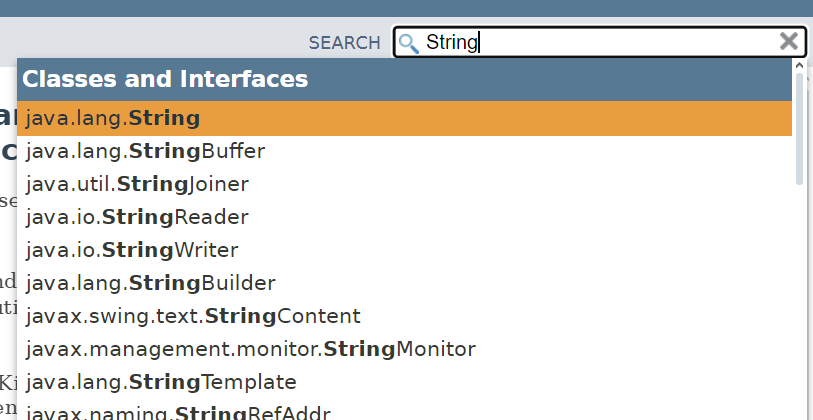 SEARCH String
Classes and Interfaces
java.lang.String
java.lang.StringBuffer
java.util.StringJoiner
java.io.StringReader
java.io.StringWriter
java.lang.StringBuilder
javax.swing.text.StringContent
javax.management.monitor.StringMonitor
java.lang.StringTemplate
javax.naming.StringRefAddr